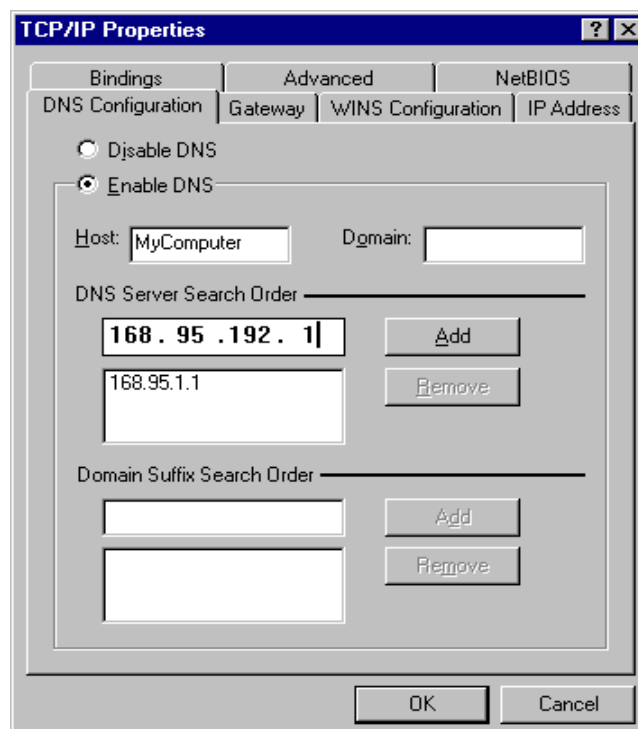 TCP/IP Properties
Bindings Advanced NetBIOS
DNS Configuration Gateway WINS Configuration IP Address
Disable DNS
Enable DNS
Host: MyComputer Domain:
DNS Server Search Order
168 . 95 .192 . 1 Add
168.95.1.1 Remove
Domain Suffix Search Order
Add
Remove
OK Cancel